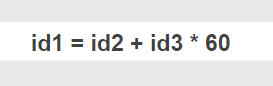 id1 = id2 + id3 * 60